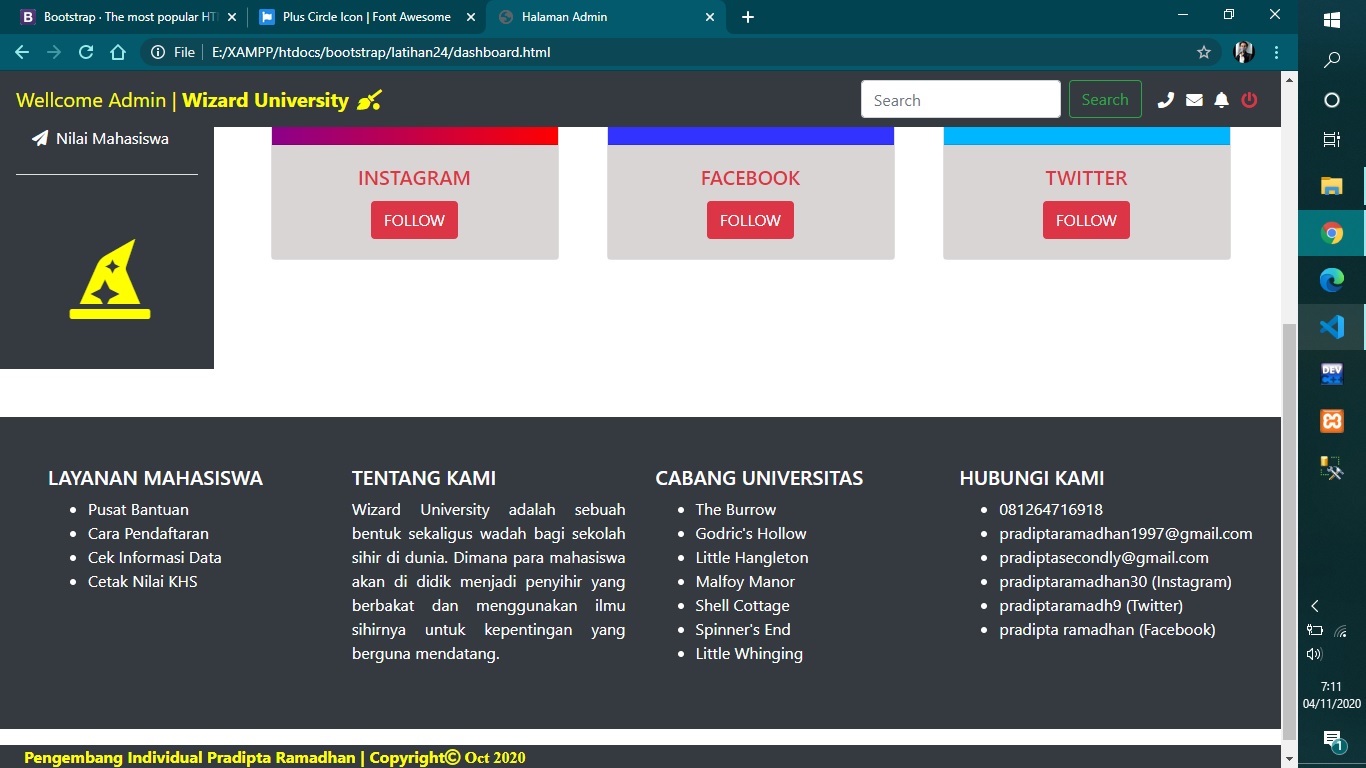 Bootstrap · The most popular HT
Plus Circle Icon | Font Awesome
Halaman Admin
File E:/XAMPP/htdocs/bootstrap/latihan24/dashboard.html
Wellcome Admin | Wizard University
Search
Search
Nilai Mahasiswa
INSTAGRAM
FOLLOW
FACEBOOK
FOLLOW
TWITTER
FOLLOW
LAYANAN MAHASISWA
Pusat Bantuan
Cara Pendaftaran
Cek Informasi Data
Cetak Nilai KHS
TENTANG KAMI
Wizard University adalah sebuah
bentuk sekaligus wadah bagi sekolah
sihir di dunia. Dimana para mahasiswa
akan di didik menjadi penyihir yang
berbakat dan menggunakan ilmu
sihirnya untuk kepentingan yang
berguna mendatang.
CABANG UNIVERSITAS
The Burrow
Godric's Hollow
Little Hangleton
Malfoy Manor
Shell Cottage
Spinner's End
Little Whinging
HUBUNGI KAMI
081264716918
pradiptaramadhan1997@gmail.com
pradiptasecondly@gmail.com
pradiptaramadhan30 (Instagram)
pradiptaramadh9 (Twitter)
pradipta ramadhan (Facebook)
Pengembang Individual Pradipta Ramadhan | Copyright© Oct 2020
DEV
C++
7:11
04/11/2020
1